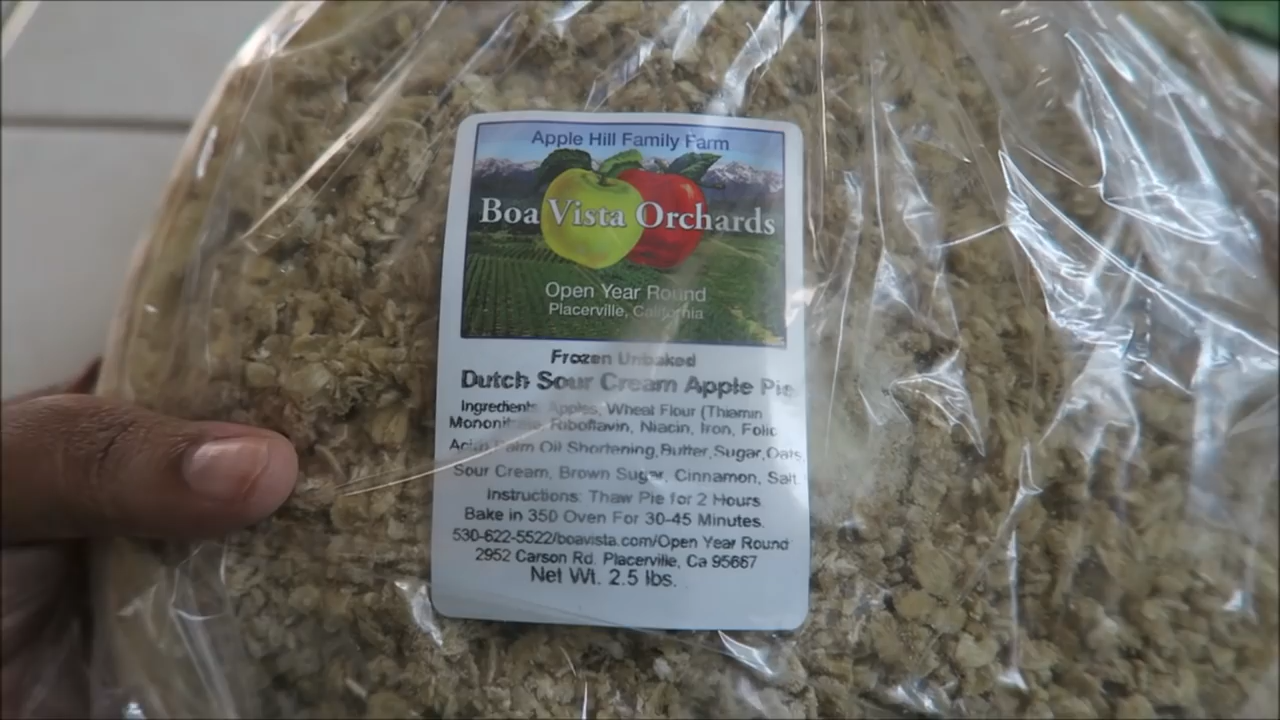 Apple Hill Family Farm
Boa Vista Orchards
Open Year Round
Placerville, California
Frozen Unbaked
Dutch Sour Cream Apple Pie
Ingredients: Apples, Wheat Flour (Thiamin
Mononitrate, Riboflavin, Niacin, Iron, Folic
Acid) Palm Oil Shortening,Butter,Sugar,Oats
Sour Cream, Brown Sugar, Cinnamon, Salt.
Instructions: Thaw Pie for 2 Hours
Bake in 350 Oven For 30-45 Minutes.
530-622-5522/boavista.com/Open Year Round
2952 Carson Rd. Placerville, Ca 95667
Net Wt. 2.5 lbs.